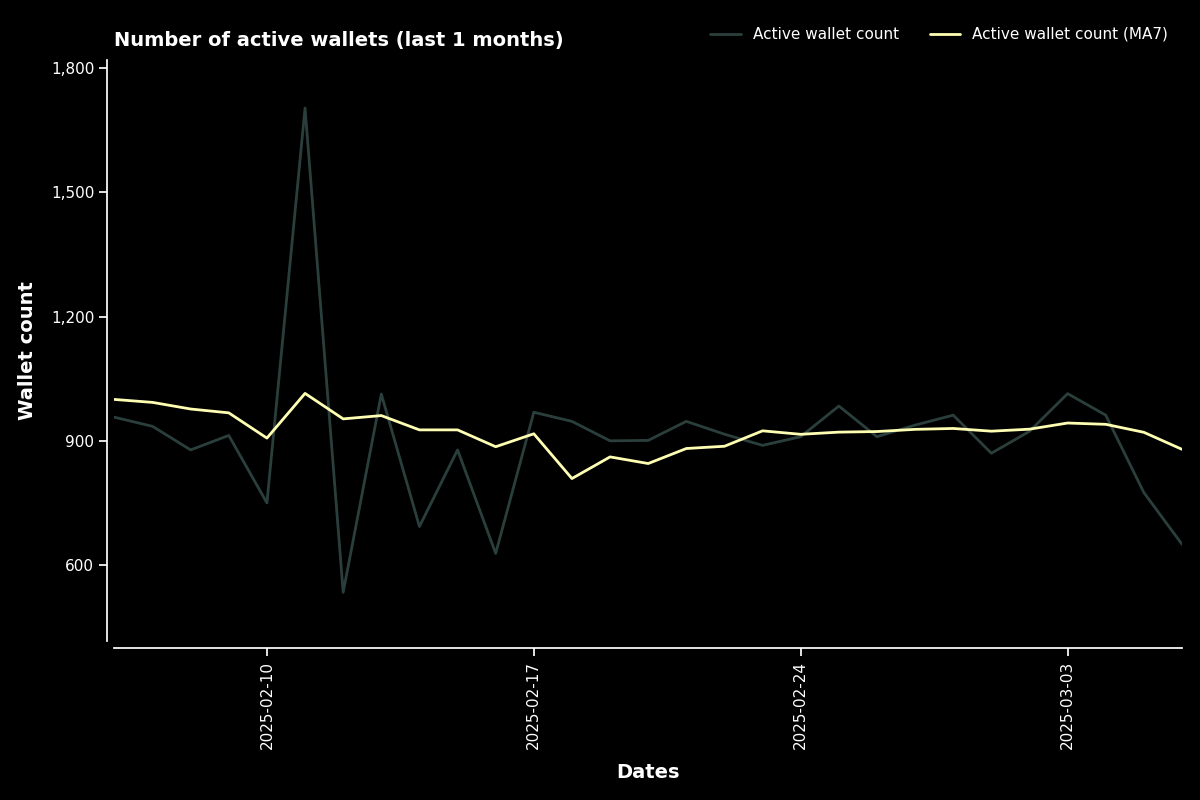 Number of active wallets (last 1 months)
Active wallet count
Active wallet count (MA7)
1,800
1,500
1,200
900
600
Wallet count
2025-02-10
2025-02-17
2025-02-24
2025-03-03
Dates